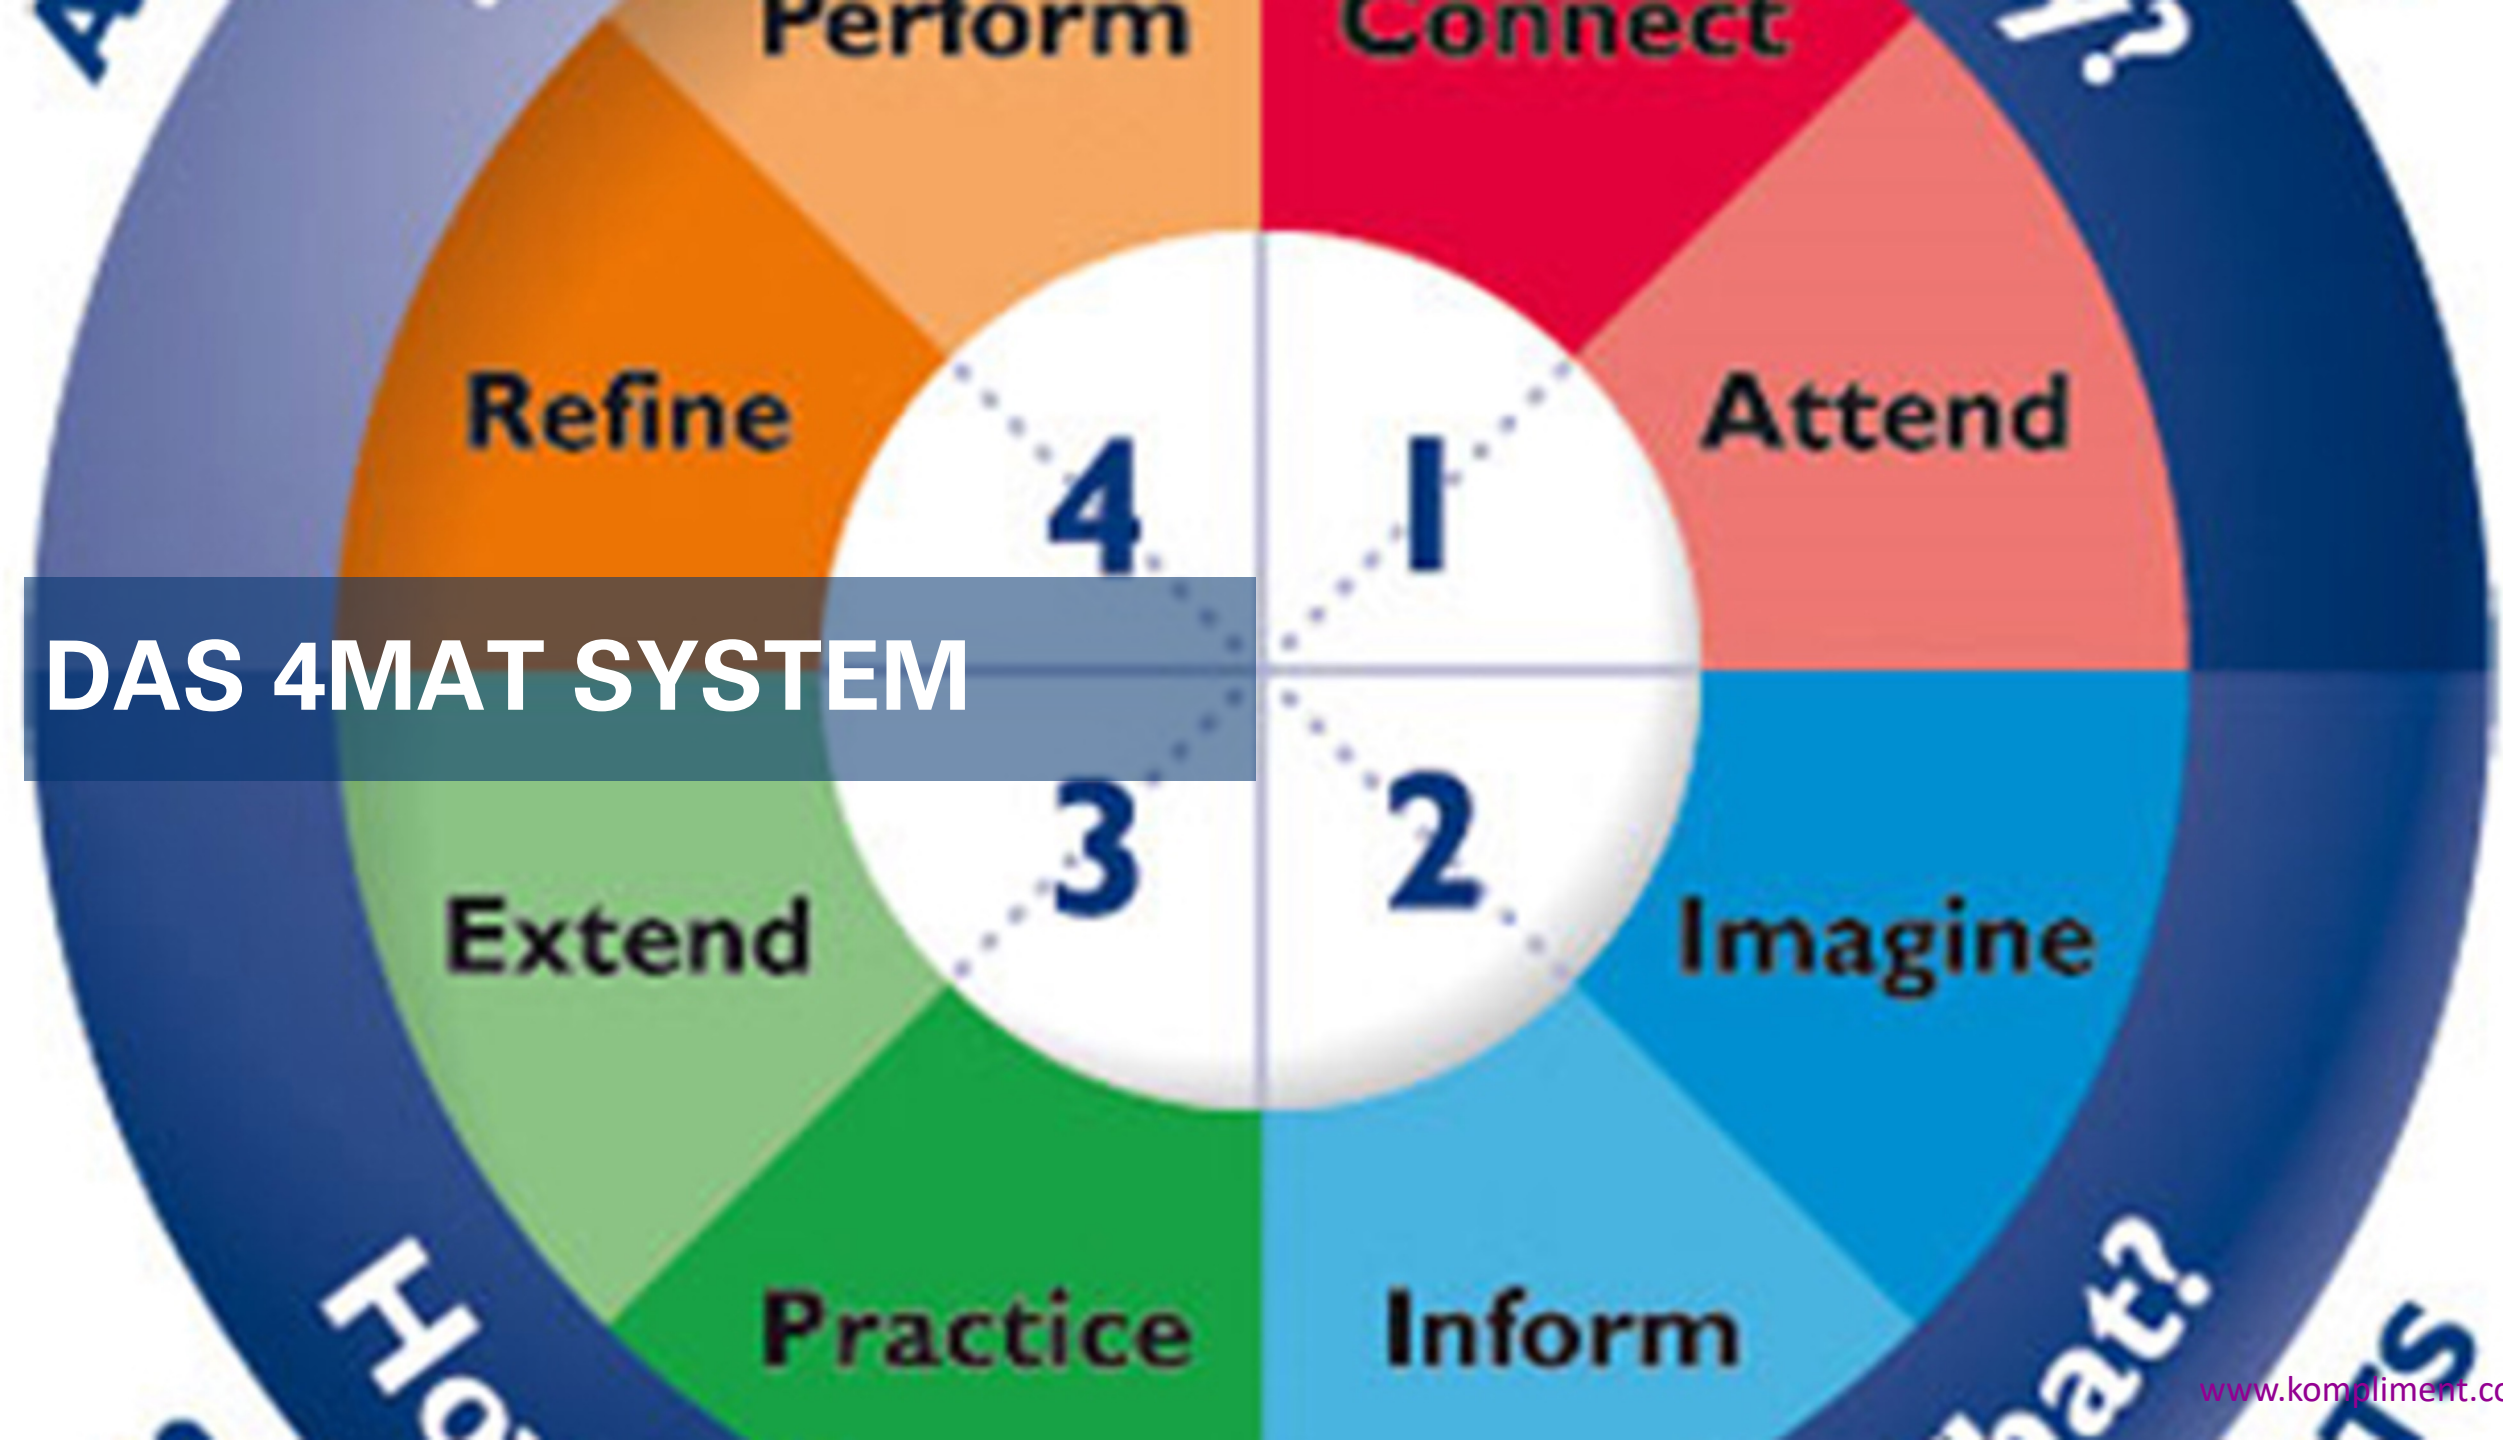 Perform
Connect
Refine
Attend
4
1
DAS 4MAT SYSTEM
3
2
Extend
Imagine
Practice
Inform